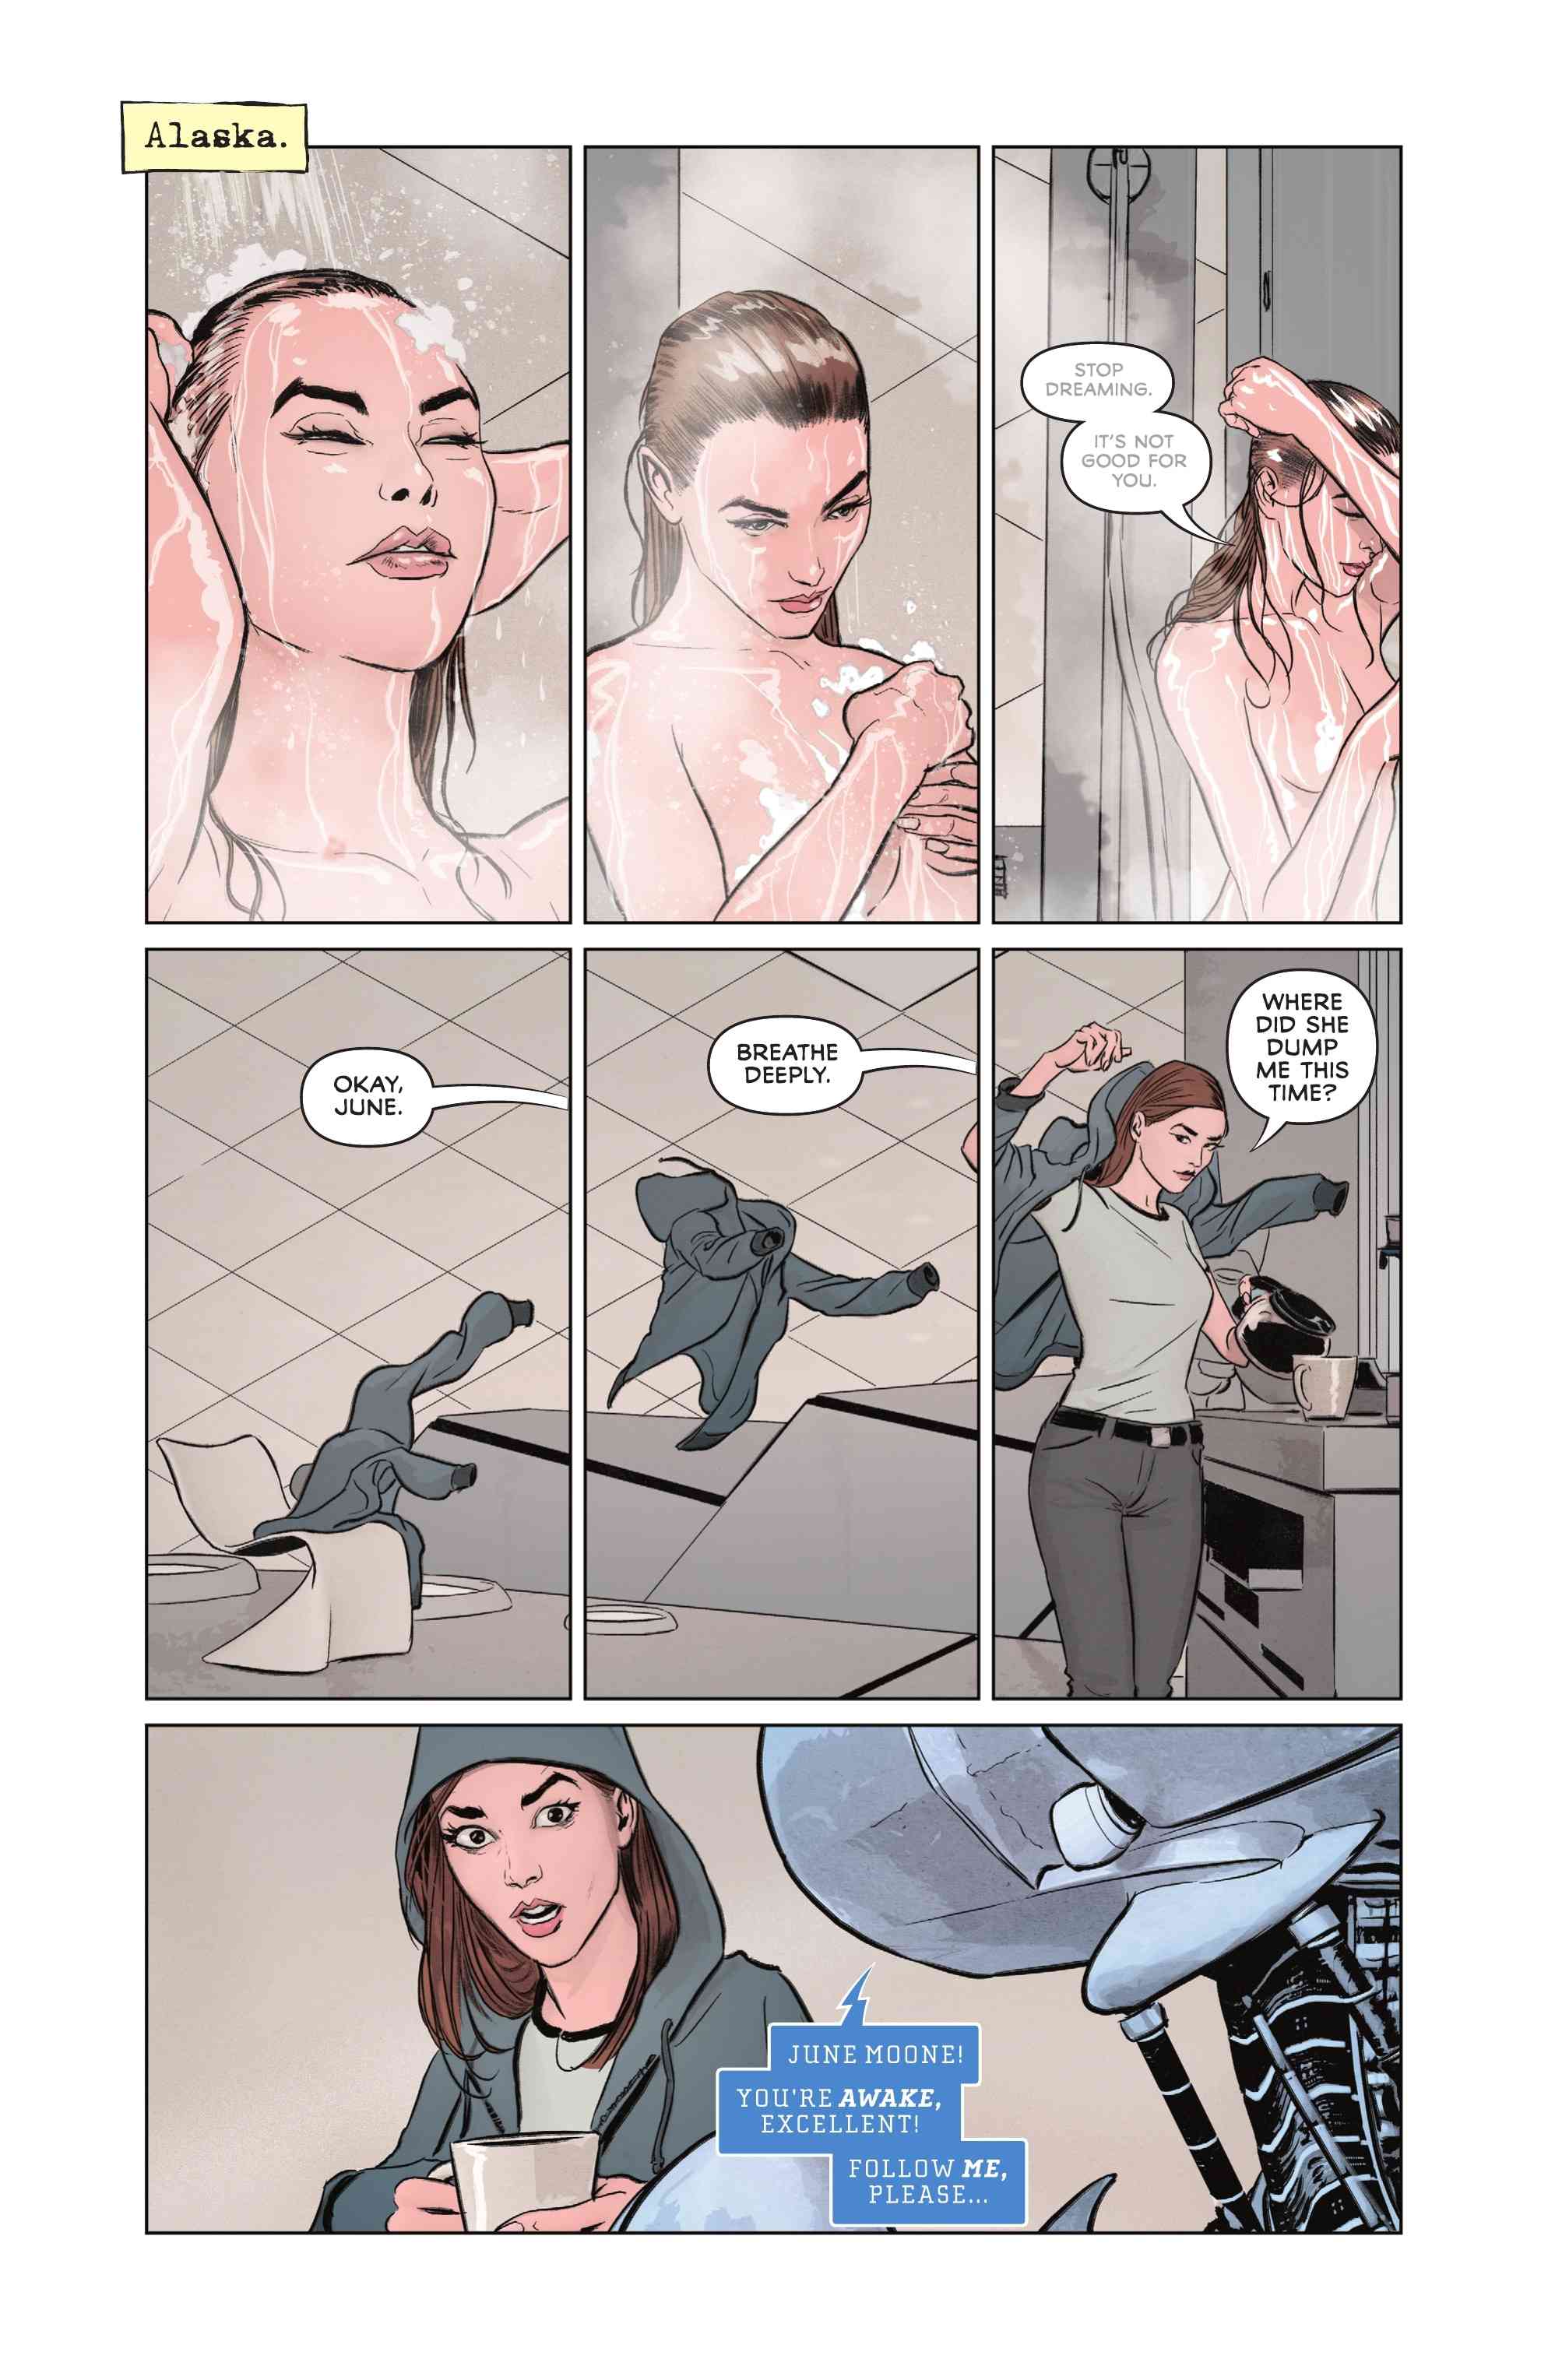 Alaska.
STOP
DREAMING.
IT'S NOT
GOOD FOR
YOU.
OKAY,
JUNE.
BREATHE
DEEPLY.
WHERE
DID SHE
DUMP
ME THIS
TIME?
JUNE MOONE!
YOU'RE AWAKE,
EXCELLENT!
FOLLOW ME,
PLEASE...